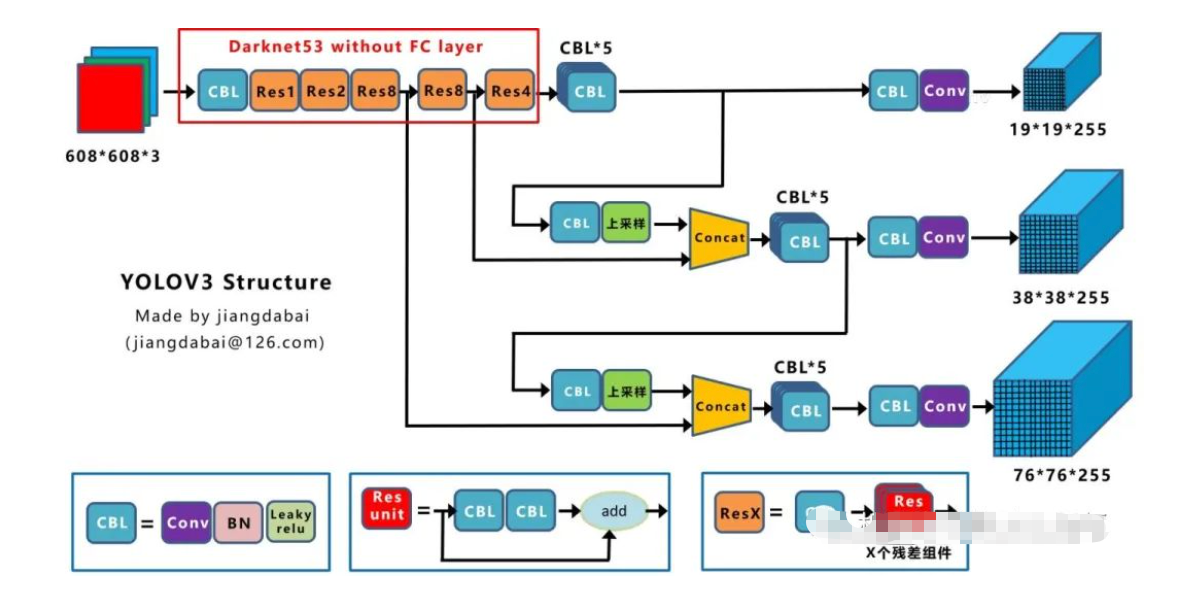 Darknet53 without FC layer
CBL*5
CBL Res1 Res2 Res8 Res8 Res4 CBL CBL Conv
608*608*3
19*19*255
CBL*5
CBL 上采样 Concat CBL CBL Conv
38*38*255
YOLOV3 Structure
Made by jiangdabai
(jiangdabai@126.com)
CBL*5
CBL 上采样 Concat CBL CBL Conv
76*76*255
CBL = Conv BN Leaky relu
Res unit = CBL CBL add
ResX = Res
X个残差组件